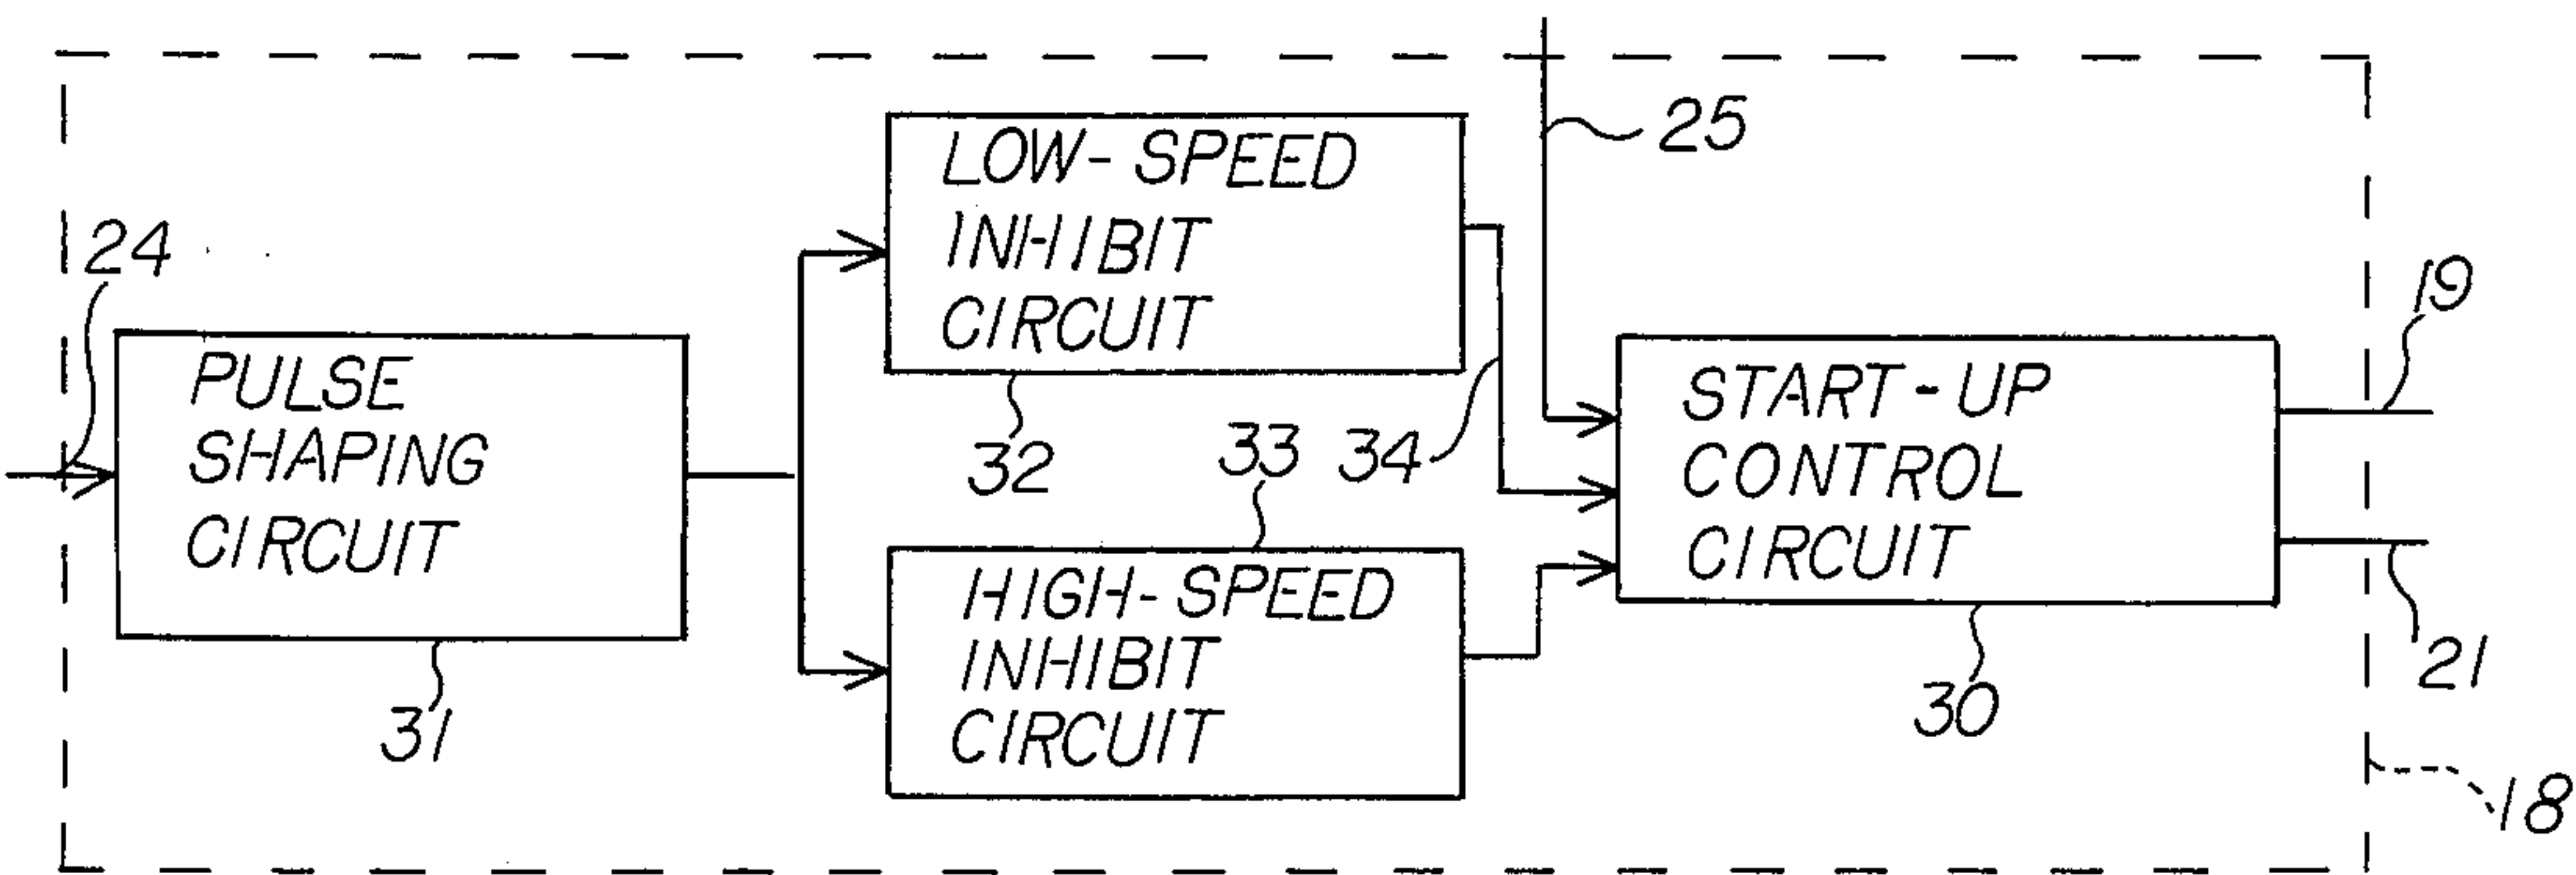 25
LOW-SPEED
INHIBIT
CIRCUIT
24
19
PULSE
SHAPING
CIRCUIT
START-UP
CONTROL
CIRCUIT
32
33
34
HIGH-SPEED
INHIBIT
CIRCUIT
21
31
30
18